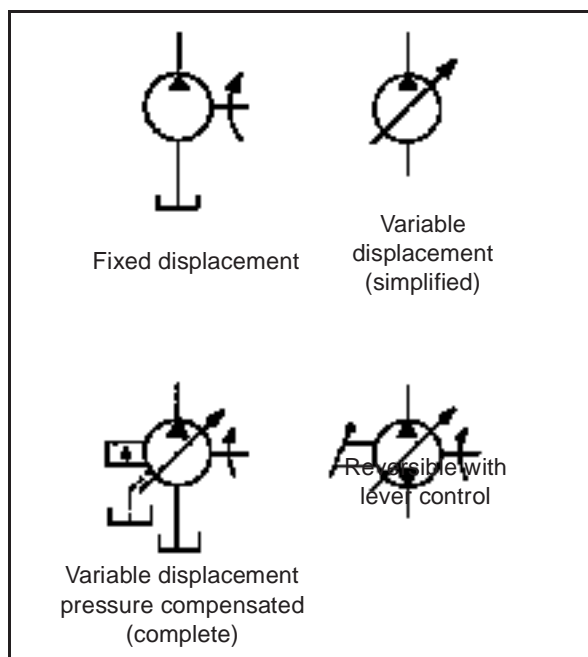 Fixed displacement
Variable
displacement
(simplified)
Variable displacement
pressure compensated
(complete)
Reversible with
lever control